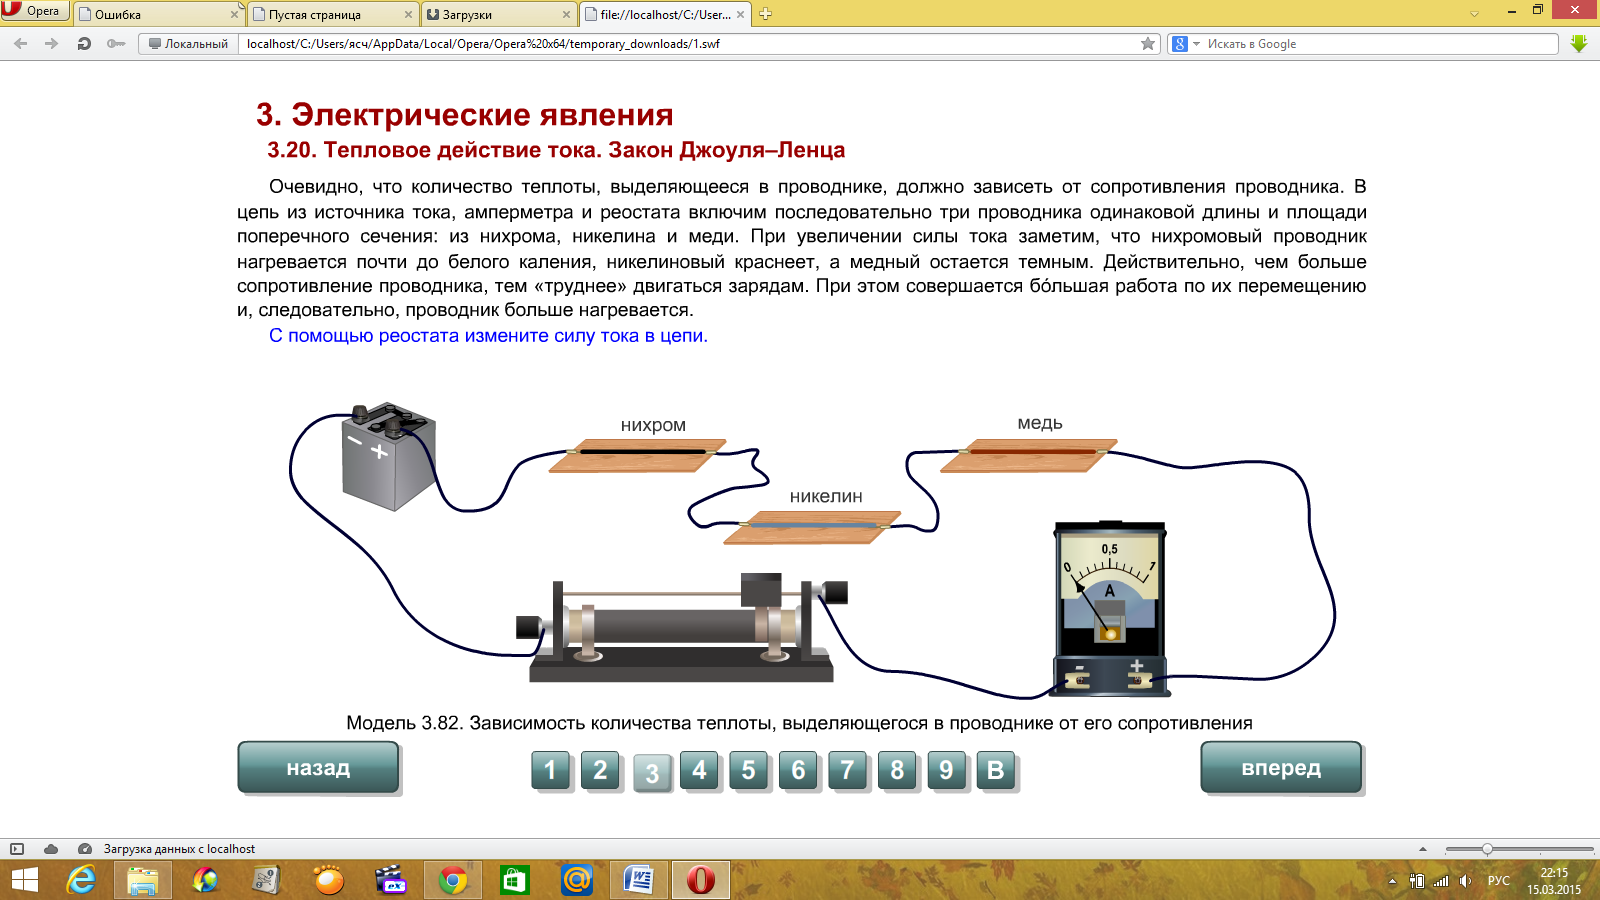 Opera
Ошибка
Пустая страница
Загрузки
file://localhost/C:/User...
Локальный
localhost/C:/Users/ясч/AppData/Local/Opera/Opera%20x64/temporary_downloads/1.swf
Искать в Google
3. Электрические явления
3.20. Тепловое действие тока. Закон Джоуля–Ленца
Очевидно, что количество теплоты, выделяющееся в проводнике, должно зависеть от сопротивления проводника. В
цепь из источника тока, амперметра и реостата включим последовательно три проводника одинаковой длины и площади
поперечного сечения: из нихрома, никелина и меди. При увеличении силы тока заметим, что нихромовый проводник
нагревается почти до белого каления, никелиновый краснеет, а медный остается темным. Действительно, чем больше
сопротивление проводника, тем «труднее» двигаться зарядам. При этом совершается бо́льшая работа по их перемещению
и, следовательно, проводник больше нагревается.
С помощью реостата измените силу тока в цепи.
нихром
медь
никелин
− +
0 0,5 1
A
- +
Модель 3.82. Зависимость количества теплоты, выделяющегося в проводнике от его сопротивления
назад
1 2 3 4 5 6 7 8 9 В
вперед
Загрузка данных с localhost
РУС
22:15
15.03.2015